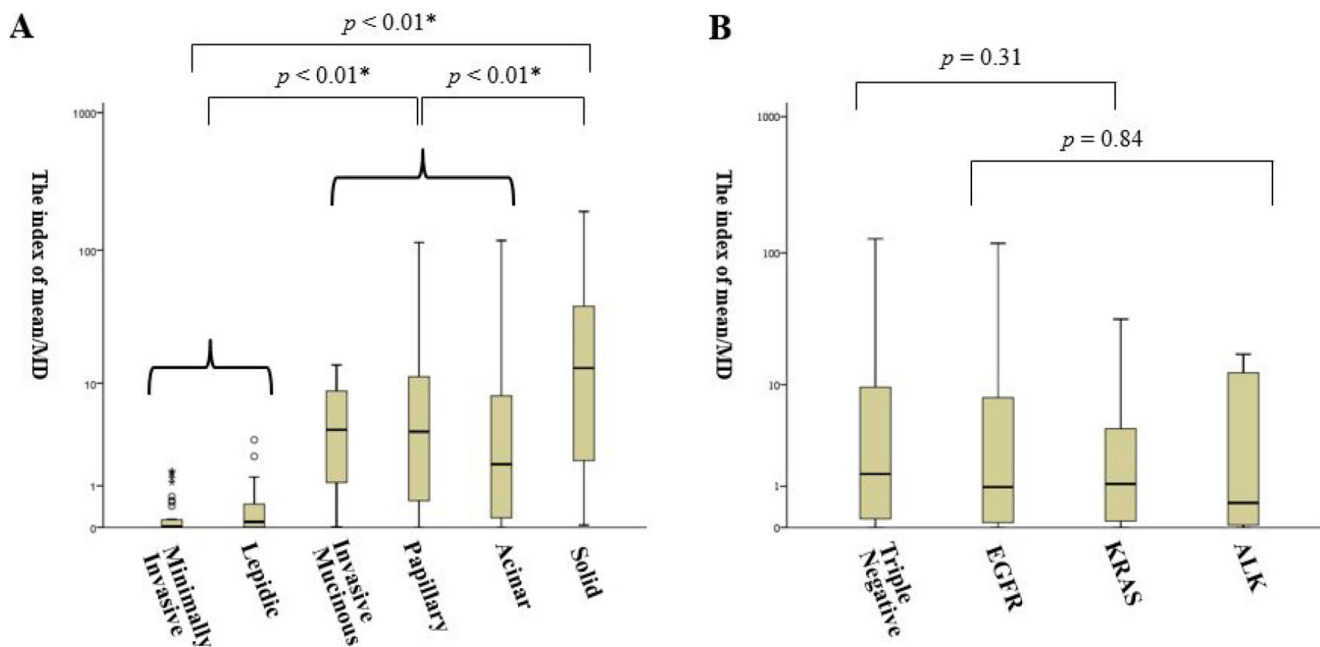 A
p < 0.01*
p < 0.01*
p < 0.01*
The index of mean/MD
1000
100
10
1
0
Minimally
Invasive
Lepidic
Invasive
Mucinous
Papillary
Acinar
Solid
B
p = 0.31
p = 0.84
The index of mean/MD
1000
100
10
1
0
Triple
Negative
EGFR
KRAS
ALK